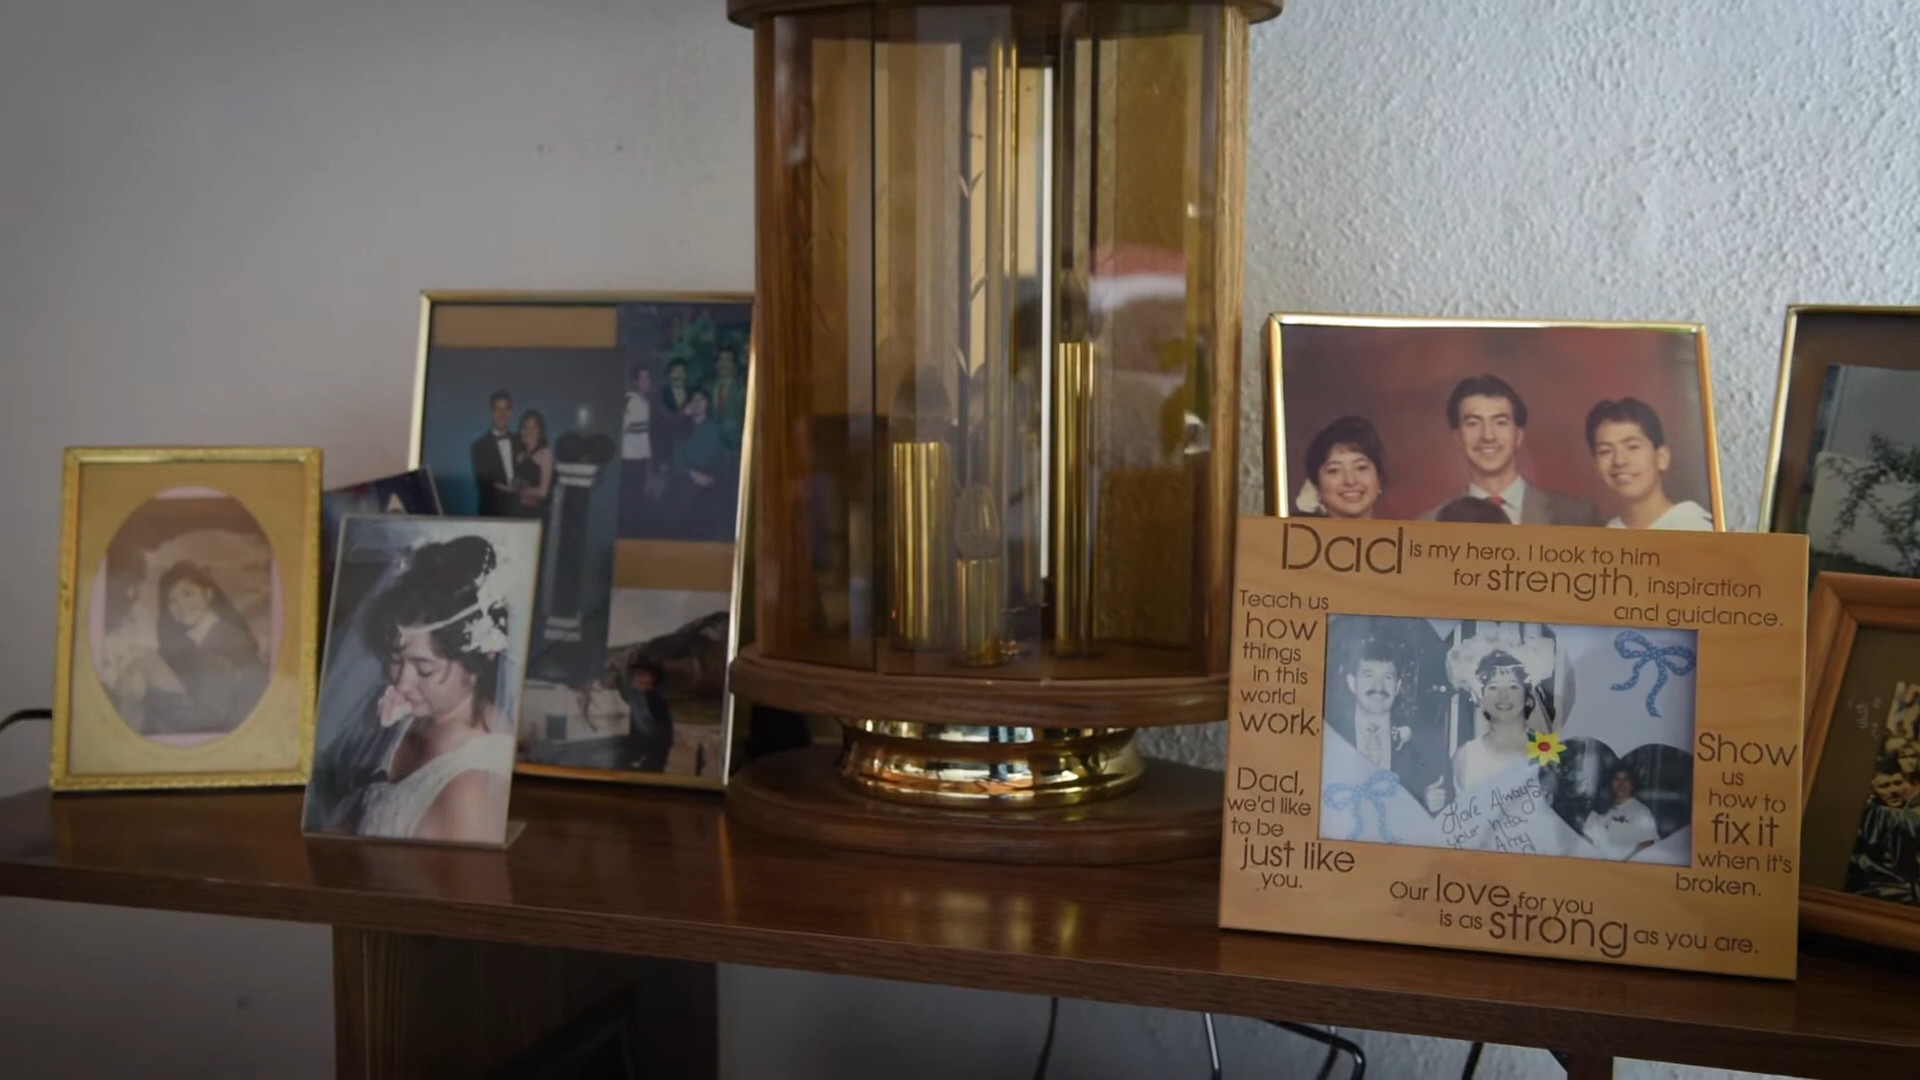 Dad is my hero. I look to him
for strength, inspiration
and guidance.
Teach us
how
things
in this
world
work.
Dad,
we'd like
to be
just like
you.
Show
us
how to
fix it
when it's
broken.
Our love for you
is as strong as you are.
Love Always
your hita,
Amy